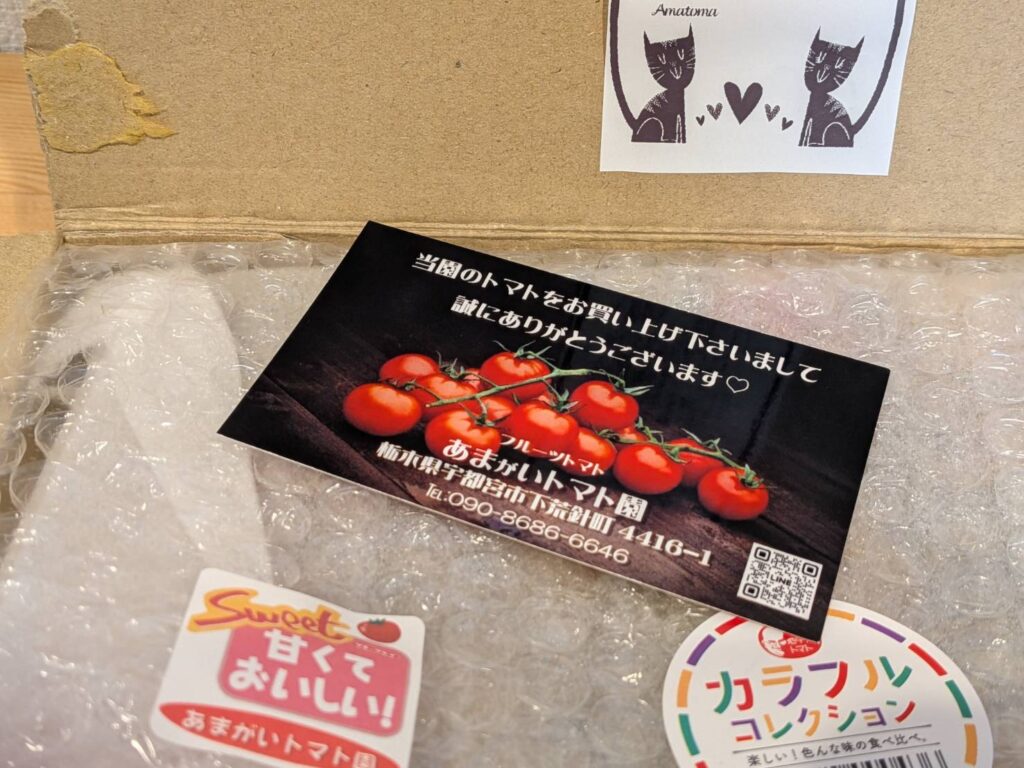 Amatoma
当園のトマトをお買い上げ下さいまして
誠にありがとうございます♡
フルーツトマト
あまがいトマト園
栃木県宇都宮市下荒針町 4416-1
TEL:090-8686-6646
LINE
Sweet
甘くて
おいしい!
あまがいトマト園
トマト
カラフル
コレクション
楽しい!色んな味の食べ比べ。